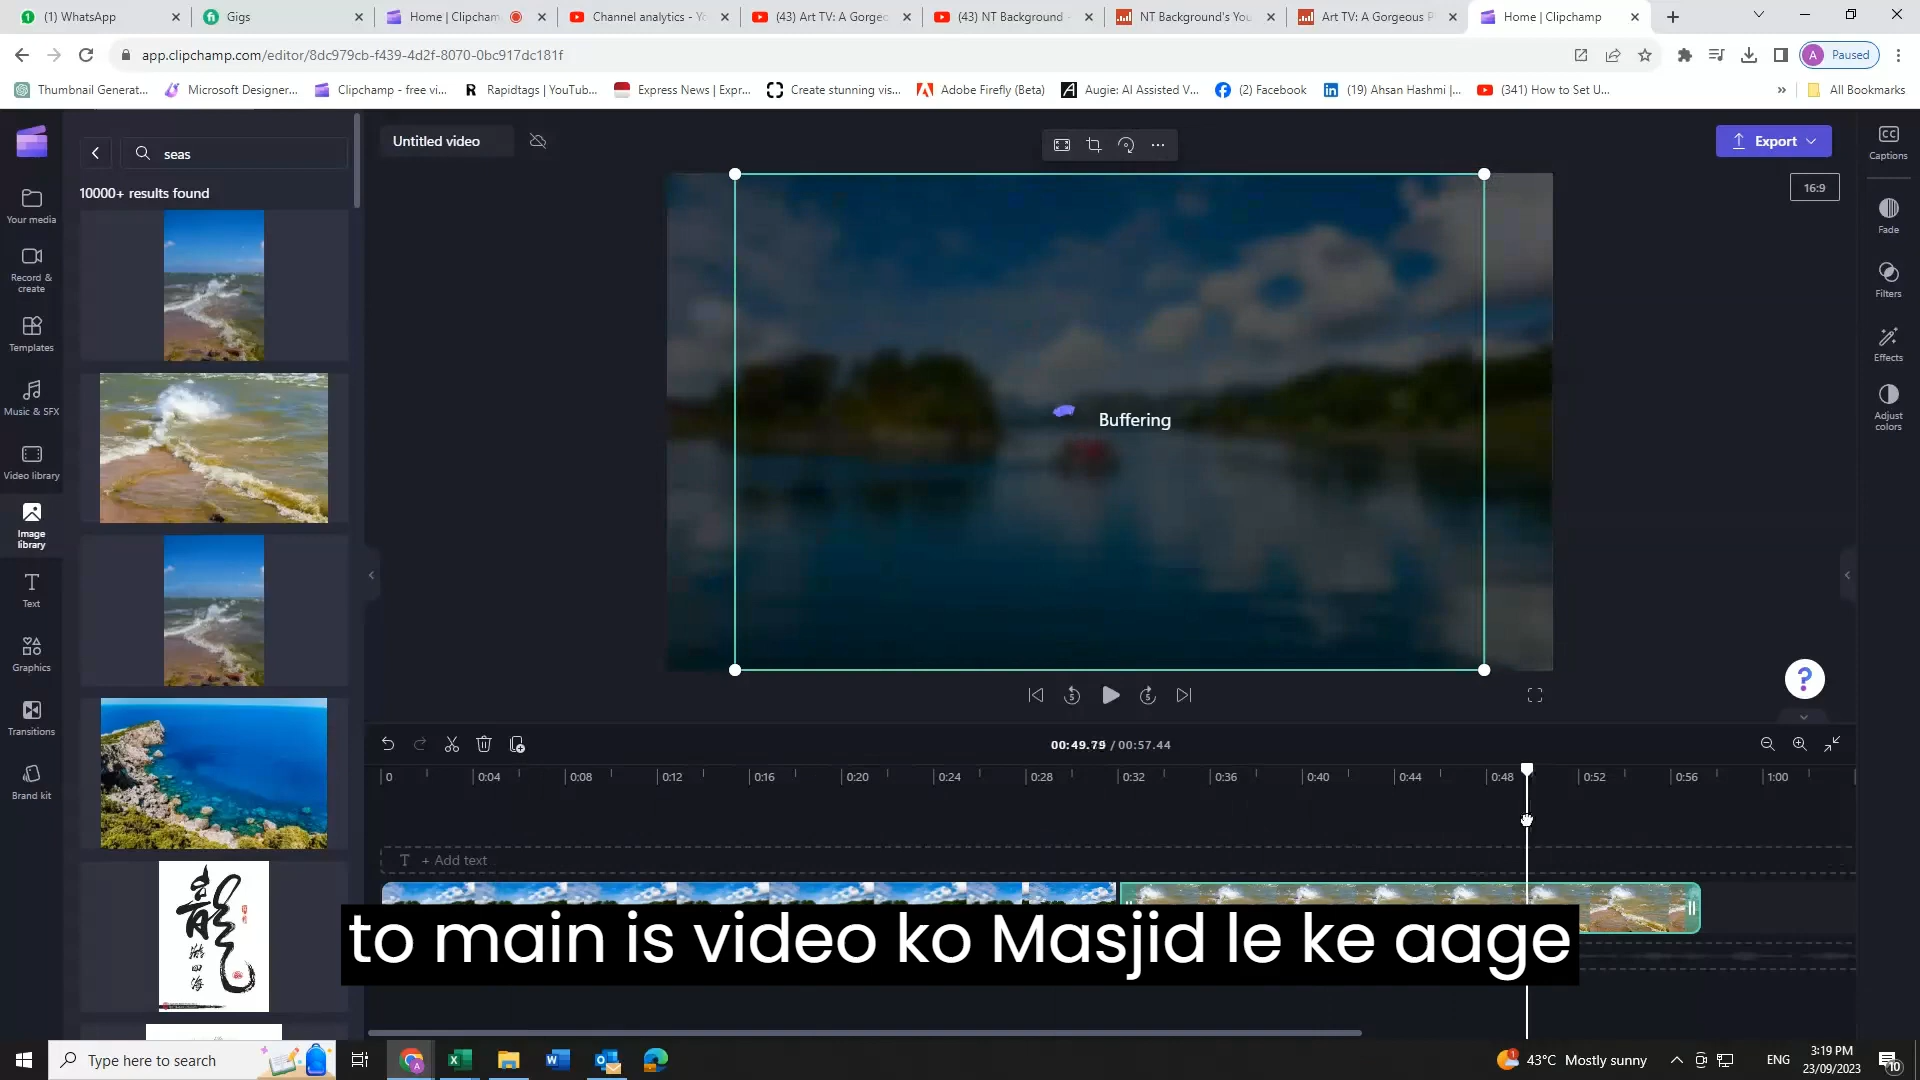 (1) WhatsApp
Gigs
Home | Clipcham
Channel analytics - Yo
(43) Art TV: A Gorgeo
(43) NT Background -
NT Background's You
Art TV: A Gorgeous P
Home | Clipchamp
app.clipchamp.com/editor/8dc979cb-f439-4d2f-8070-0bc917dc181f
A Paused
Thumbnail Generat...
Microsoft Designer...
Clipchamp - free vi...
Rapidtags | YouTub...
Express News | Expr...
Create stunning vis...
Adobe Firefly (Beta)
Augie: AI Assisted V...
(2) Facebook
(19) Ahsan Hashmi |...
(341) How to Set U...
All Bookmarks
seas
10000+ results found
Your media
Record & create
Templates
Music & SFX
Video library
Image library
Text
Graphics
Transitions
Brand kit
Untitled video
Export
16:9
Captions
Fade
Filters
Effects
Adjust colors
Buffering
00:49.79 / 00:57.44
0 0:04 0:08 0:12 0:16 0:20 0:24 0:28 0:32 0:36 0:40 0:44 0:48 0:52 0:56 1:00
T + Add text
to main is video ko Masjid le ke aage
Type here to search
43°C Mostly sunny
ENG
3:19 PM
23/09/2023
10